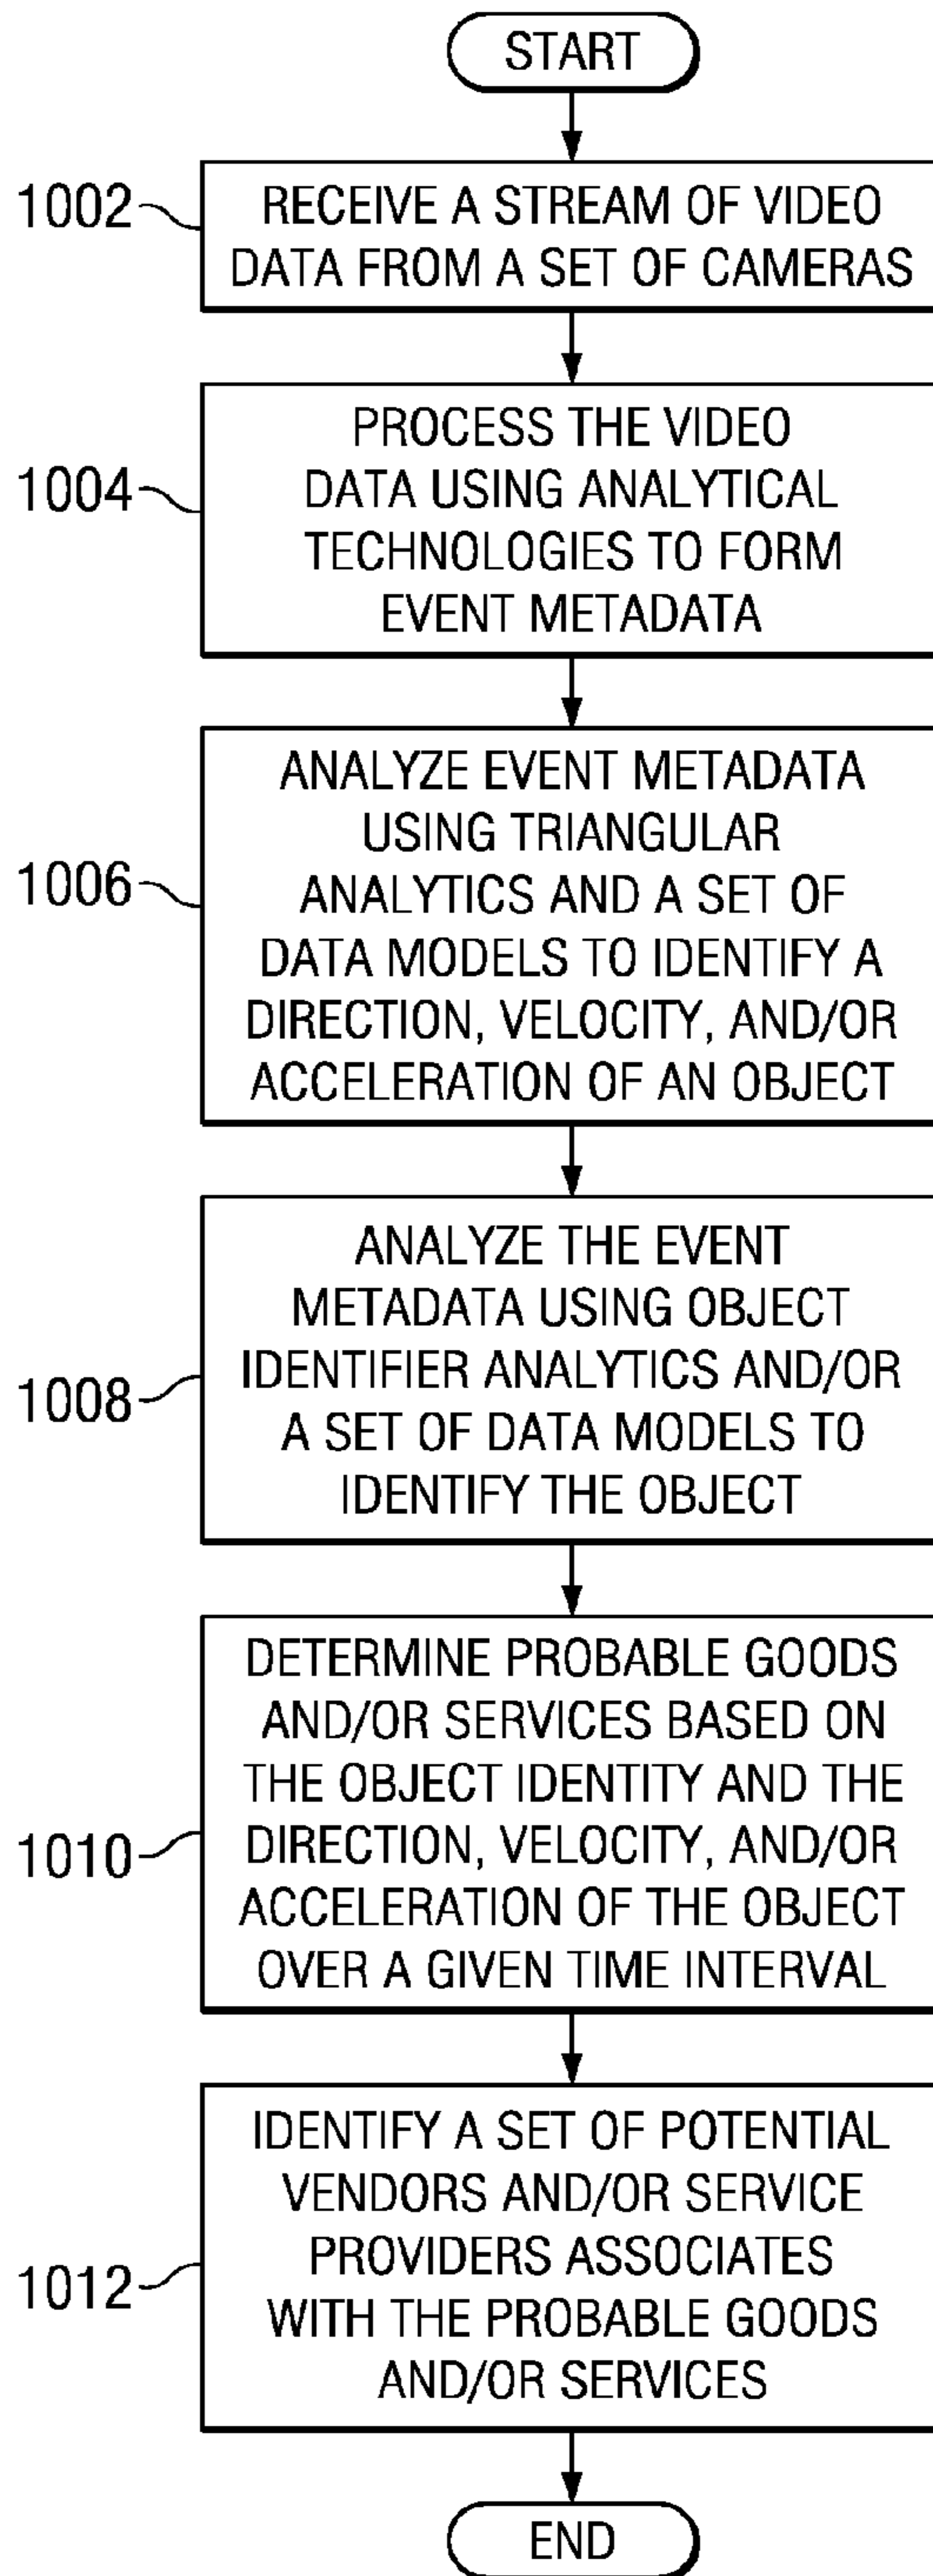 START
1002
RECEIVE A STREAM OF VIDEO
DATA FROM A SET OF CAMERAS
1004
PROCESS THE VIDEO
DATA USING ANALYTICAL
TECHNOLOGIES TO FORM
EVENT METADATA
1006
ANALYZE EVENT METADATA
USING TRIANGULAR
ANALYTICS AND A SET OF
DATA MODELS TO IDENTIFY A
DIRECTION, VELOCITY, AND/OR
ACCELERATION OF AN OBJECT
1008
ANALYZE THE EVENT
METADATA USING OBJECT
IDENTIFIER ANALYTICS AND/OR
A SET OF DATA MODELS TO
IDENTIFY THE OBJECT
1010
DETERMINE PROBABLE GOODS
AND/OR SERVICES BASED ON
THE OBJECT IDENTITY AND THE
DIRECTION, VELOCITY, AND/OR
ACCELERATION OF THE OBJECT
OVER A GIVEN TIME INTERVAL
1012
IDENTIFY A SET OF POTENTIAL
VENDORS AND/OR SERVICE
PROVIDERS ASSOCIATES
WITH THE PROBABLE GOODS
AND/OR SERVICES
END